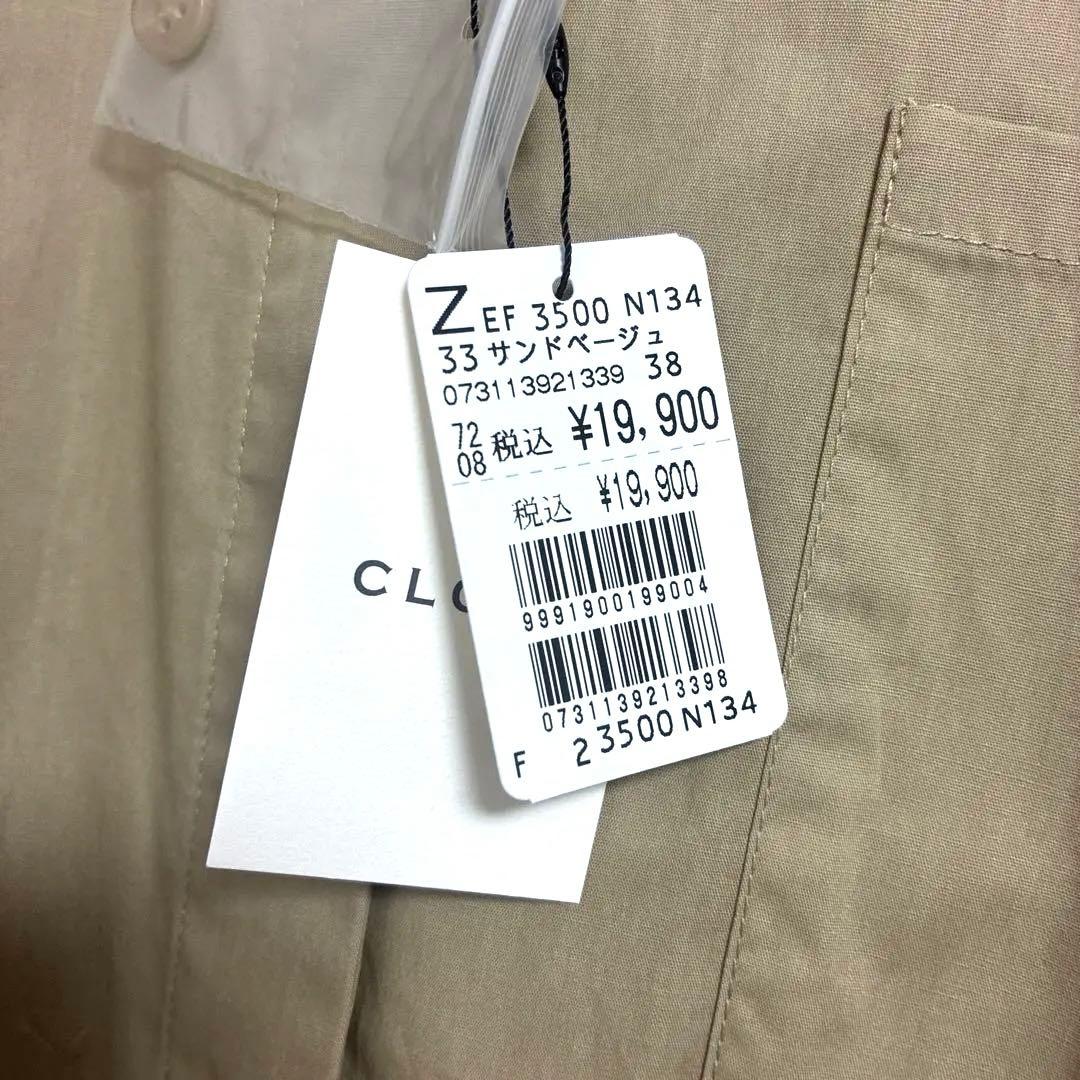 Z EF 3500 N134
33 サンドベージュ
073113921339 38
72
08 税込 ¥19,900
税込 ¥19,900
9991900199004
0731139213398
F 23500 N134
CLO